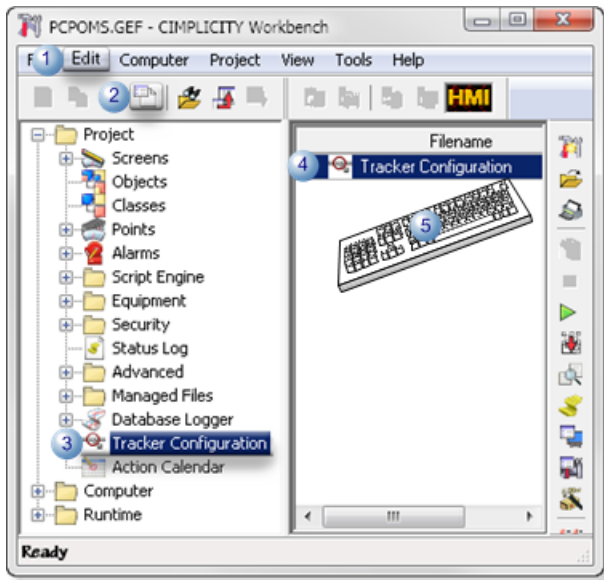 PCPOMS.GEF - CIMPLICITY Workbench
F 1 Edit Computer Project View Tools Help
2 HMI
Project
Screens
Objects
Classes
Points
Alarms
Script Engine
Equipment
Security
Status Log
Advanced
Managed Files
Database Logger
3 Tracker Configuration
Action Calendar
Computer
Runtime
Filename
4 Tracker Configuration
5
Ready